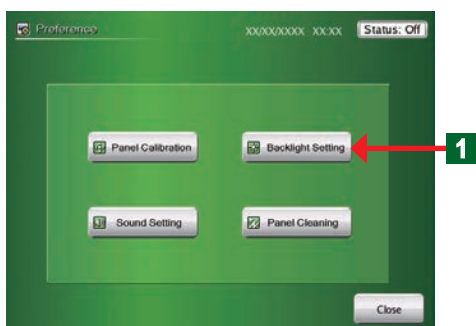 Preference XX/XX/XXXX XX:XX Status: Off
Panel Calibration Backlight Setting 1
Sound Setting Panel Cleaning
Close